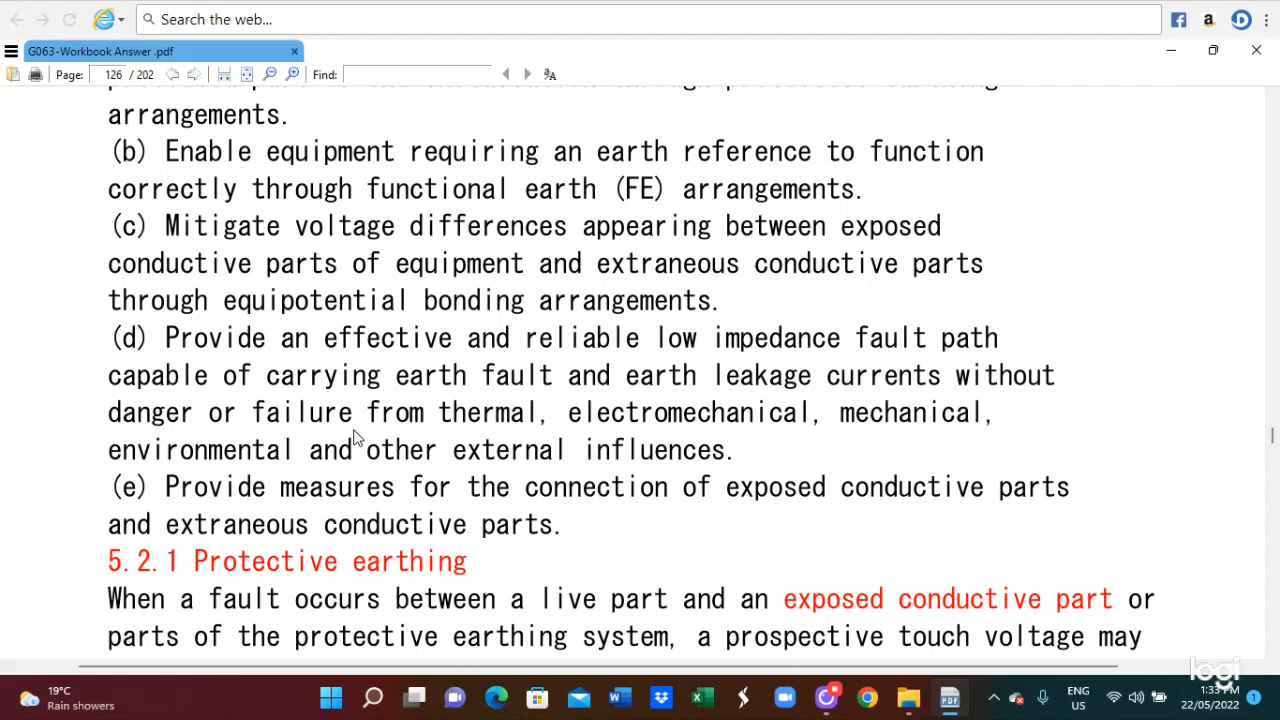 Search the web...
G063-Workbook Answer .pdf
Page: 126 / 202 Find:
arrangements.
(b) Enable equipment requiring an earth reference to function
correctly through functional earth (FE) arrangements.
(c) Mitigate voltage differences appearing between exposed
conductive parts of equipment and extraneous conductive parts
through equipotential bonding arrangements.
(d) Provide an effective and reliable low impedance fault path
capable of carrying earth fault and earth leakage currents without
danger or failure from thermal, electromechanical, mechanical,
environmental and other external influences.
(e) Provide measures for the connection of exposed conductive parts
and extraneous conductive parts.
5.2.1 Protective earthing
When a fault occurs between a live part and an exposed conductive part or
parts of the protective earthing system, a prospective touch voltage may
logi
19°C
Rain showers
ENG
US
1:33 PM
22/05/2022